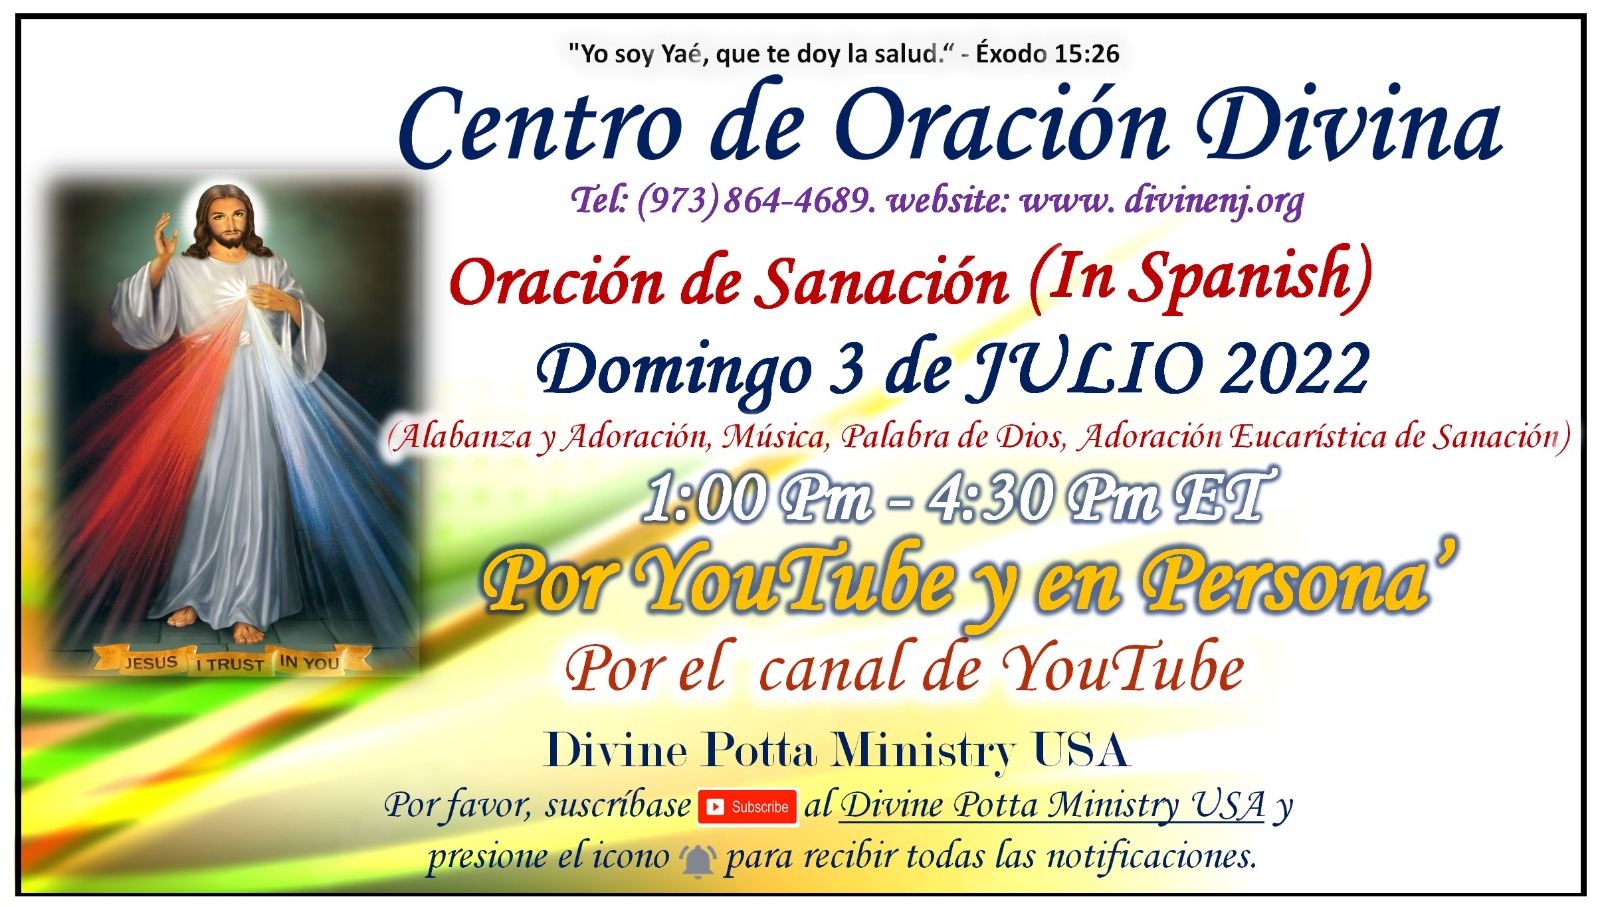 "Yo soy Yaé, que te doy la salud.“ - Éxodo 15:26
Centro de Oración Divina
Tel: (973) 864-4689. website: www. divinenj.org
Oración de Sanación (In Spanish)
Domingo 3 de JULIO 2022
(Alabanza y Adoración, Música, Palabra de Dios, Adoración Eucarística de Sanación)
1:00 Pm - 4:30 Pm ET
Por YouTube y en Persona’
Por el canal de YouTube
JESUS I TRUST IN YOU
Divine Potta Ministry USA
Por favor, suscríbase Subscribe al Divine Potta Ministry USA y
presione el icono para recibir todas las notificaciones.